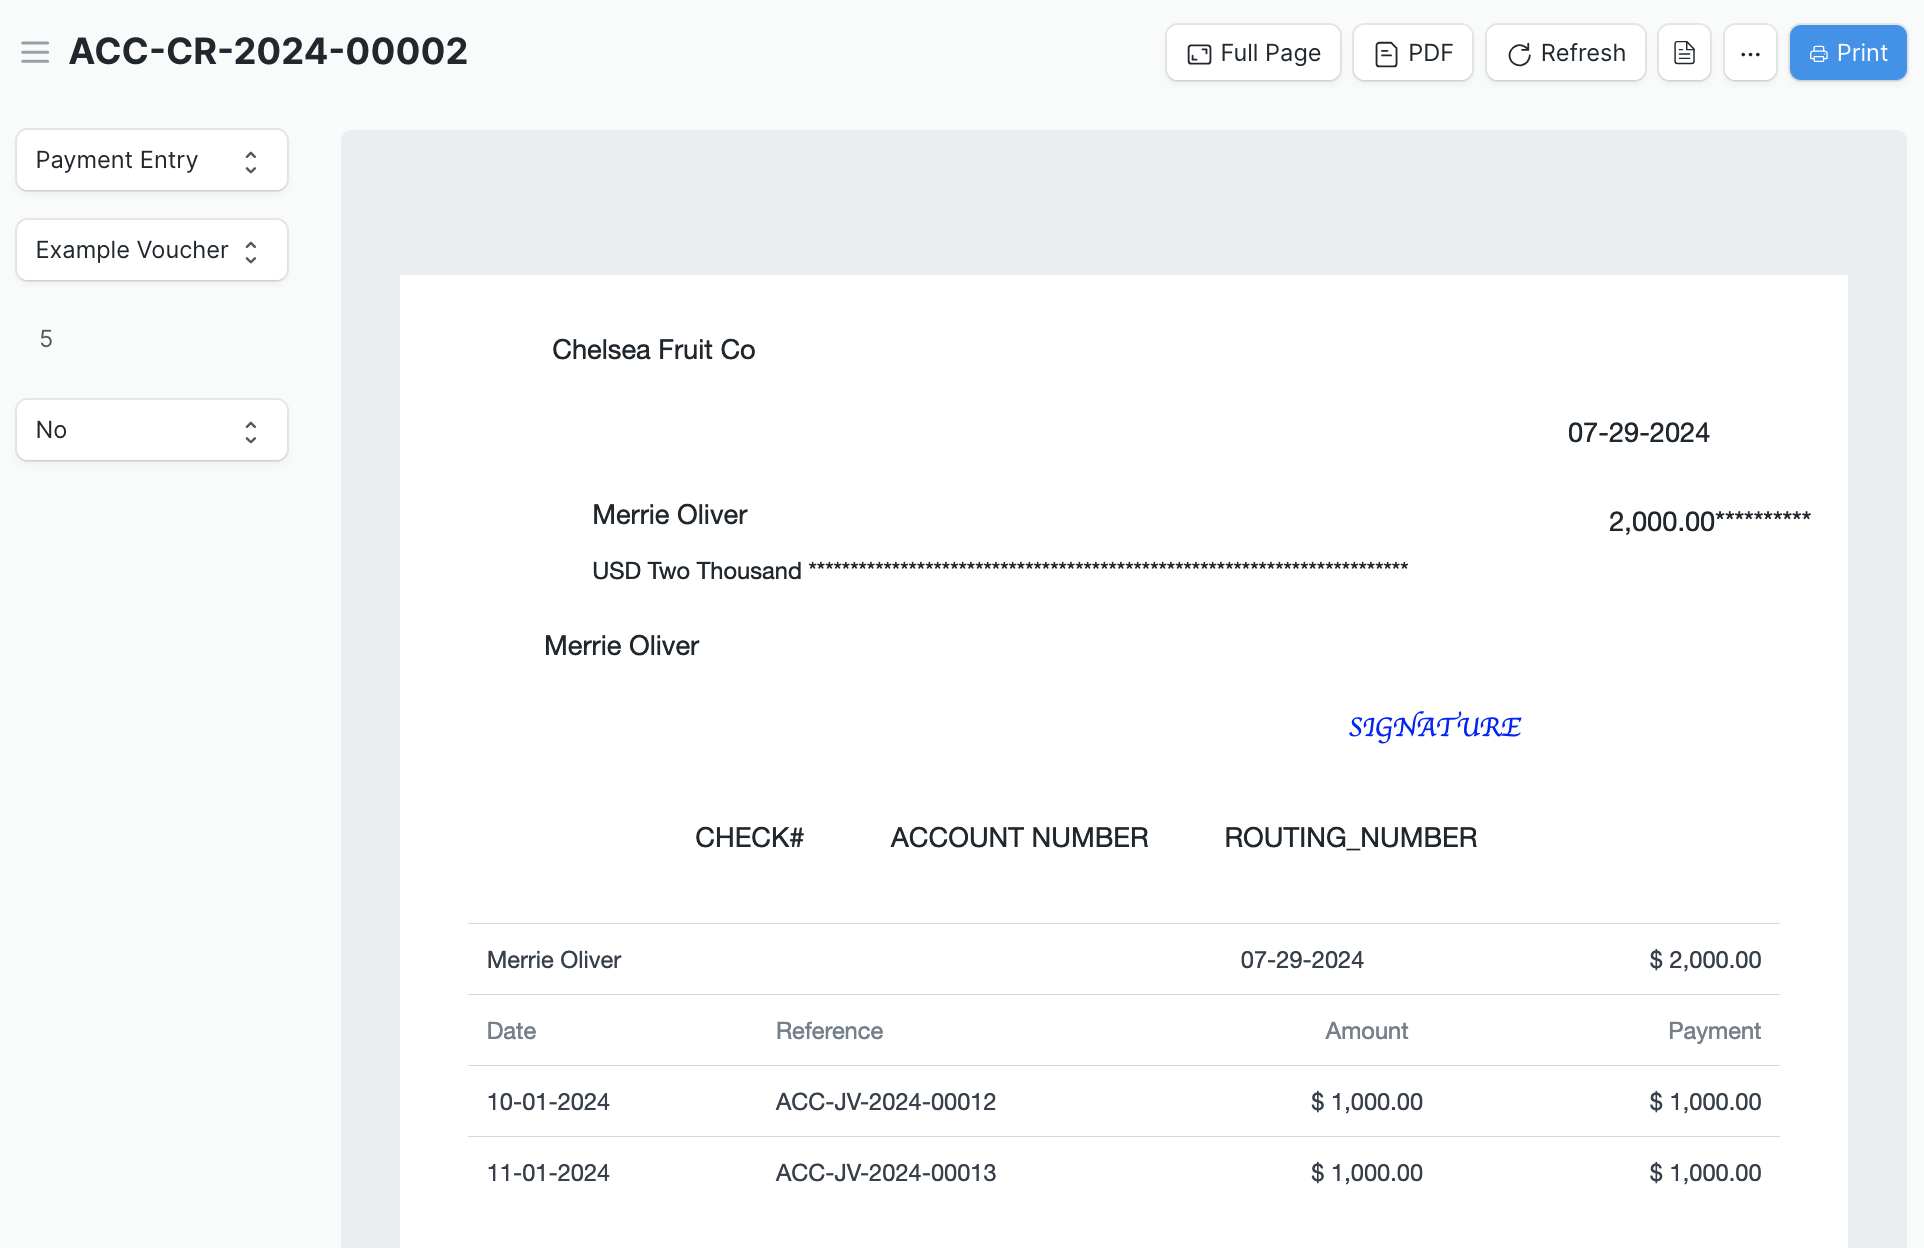 ACC-CR-2024-00002
Full Page
PDF
Refresh
...
Print
Payment Entry
Example Voucher
5
No
Chelsea Fruit Co
07-29-2024
Merrie Oliver
2,000.00**********
USD Two Thousand ************************************************************************
Merrie Oliver
SIGNATURE
CHECK# ACCOUNT NUMBER ROUTING_NUMBER
Merrie Oliver 07-29-2024 $ 2,000.00
Date Reference Amount Payment
10-01-2024 ACC-JV-2024-00012 $ 1,000.00 $ 1,000.00
11-01-2024 ACC-JV-2024-00013 $ 1,000.00 $ 1,000.00